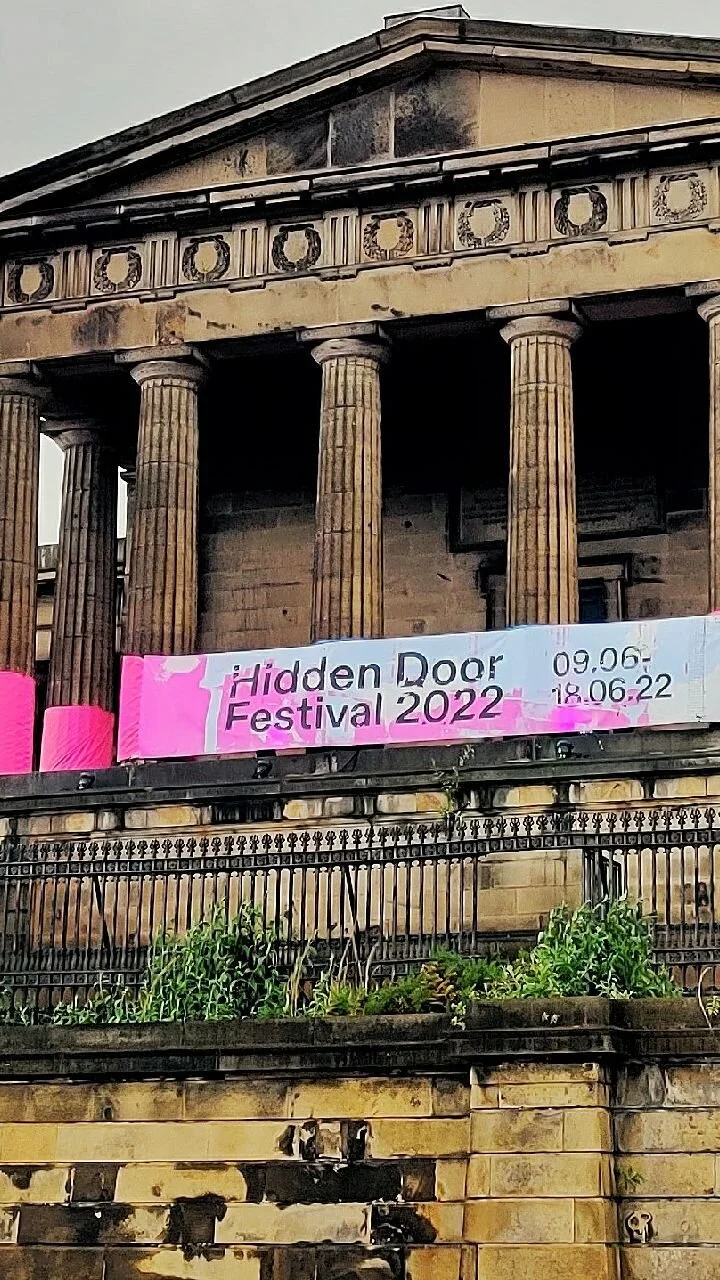 Hidden Door
Festival 2022
09.06-
18.06.22